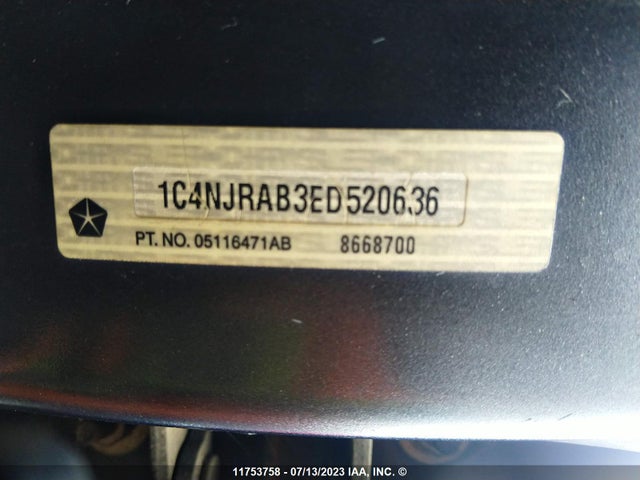 1C4NJRAB3ED520636
PT. NO. 05116471AB 8668700
11753758 - 07/13/2023 IAA, INC. ©